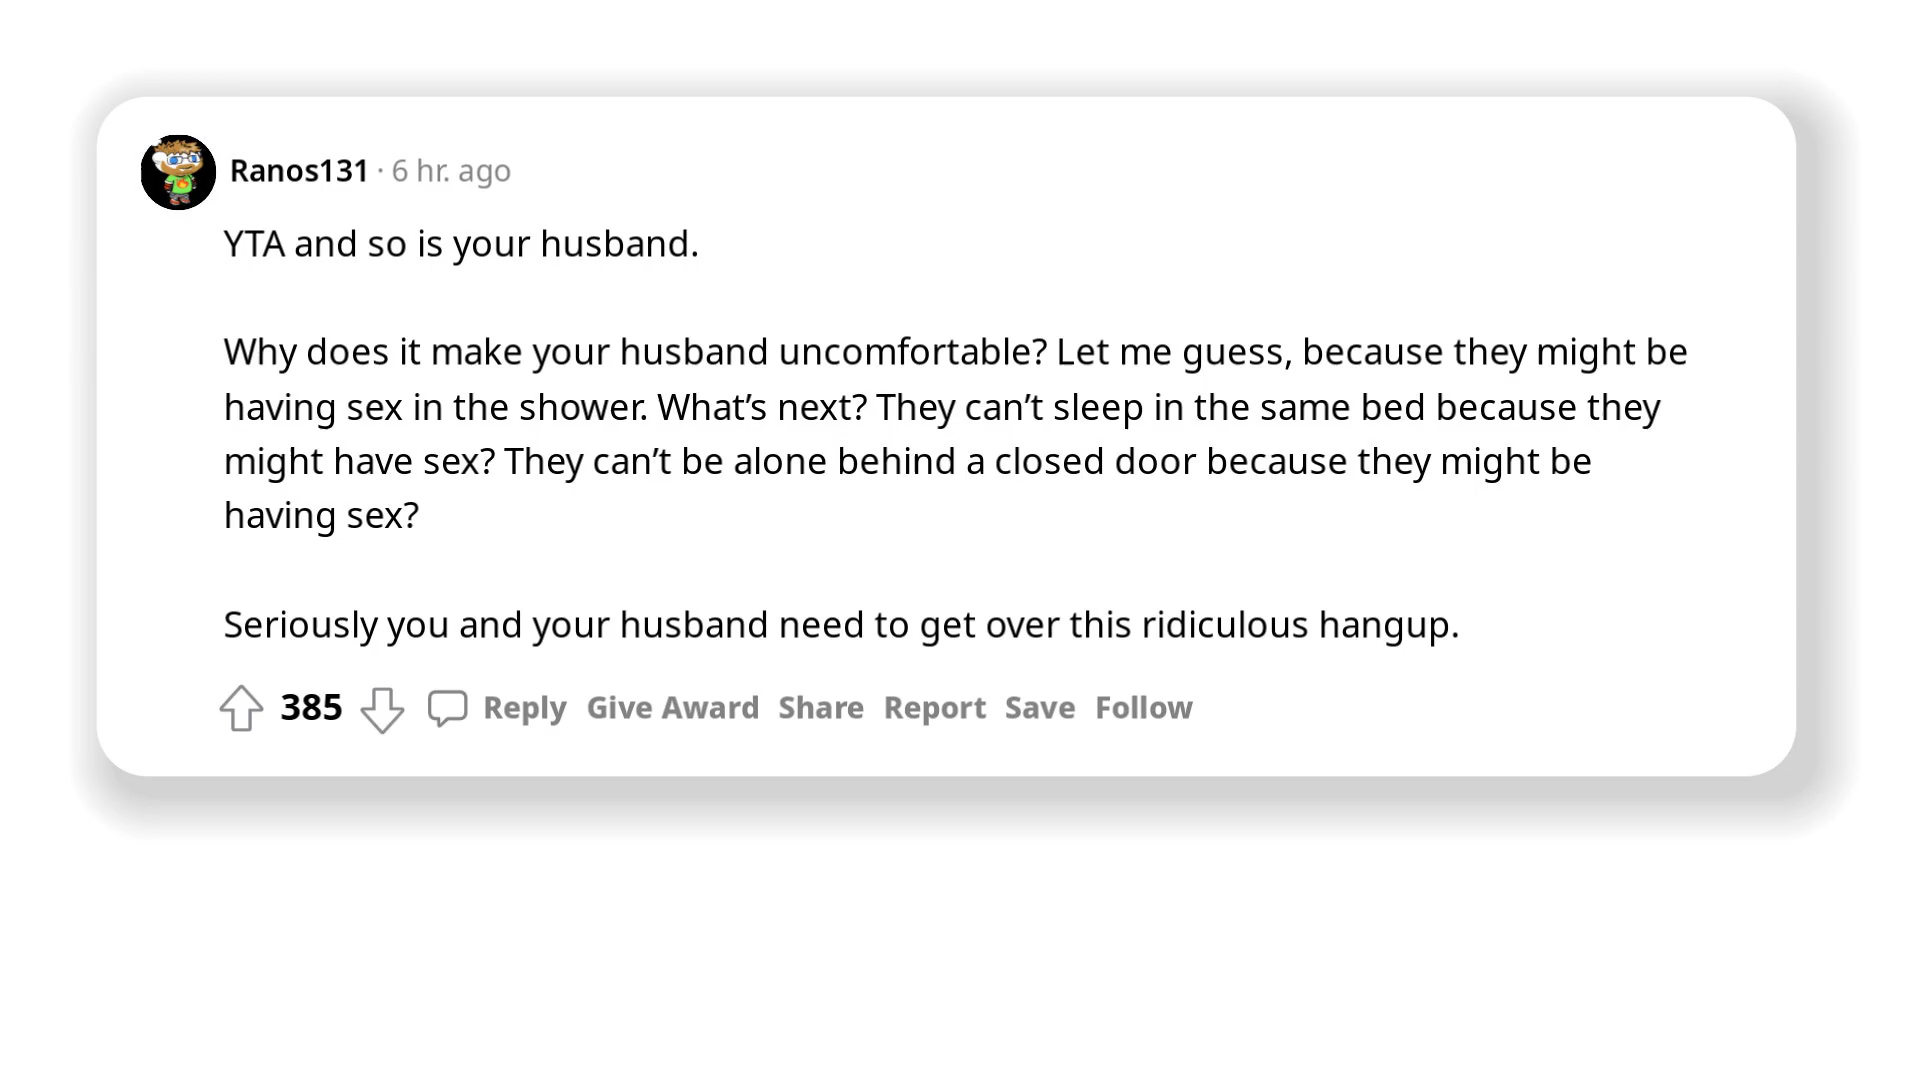 Ranos131 · 6 hr. ago
YTA and so is your husband.
Why does it make your husband uncomfortable? Let me guess, because they might be
having sex in the shower. What’s next? They can’t sleep in the same bed because they
might have sex? They can’t be alone behind a closed door because they might be
having sex?
Seriously you and your husband need to get over this ridiculous hangup.
385 Reply Give Award Share Report Save Follow